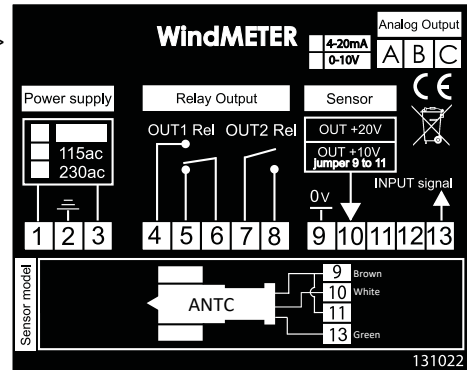 WindMETER
4-20mA
0-10V
Analog Output
A B C
CE
Power supply
115ac
230ac
Relay Output
OUT1 Rel OUT2 Rel
Sensor
OUT +20V
OUT +10V
jumper 9 to 11
INPUT signal
0v
1 2 3 4 5 6 7 8 9 10 11 12 13
Sensor model
ANTC
9 Brown
10 White
11
13 Green
131022